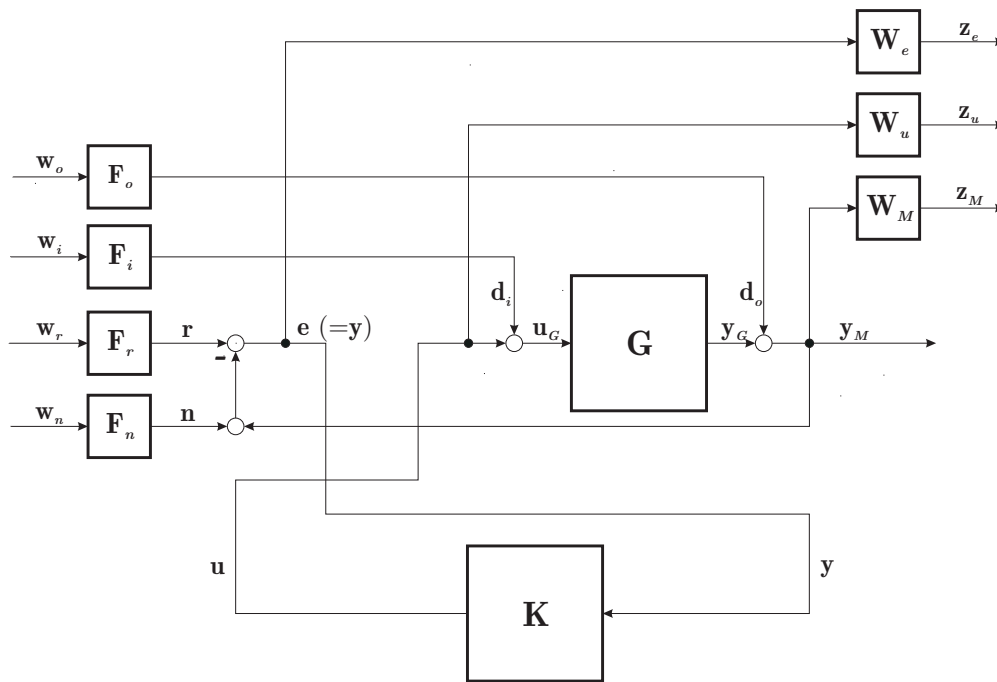 W_e
z_e
W_u
z_u
w_o
F_o
W_M
z_M
w_i
F_i
d_i
d_o
w_r
F_r
r
e (=y)
u_G
G
y_G
y_M
-
w_n
F_n
n
u
K
y